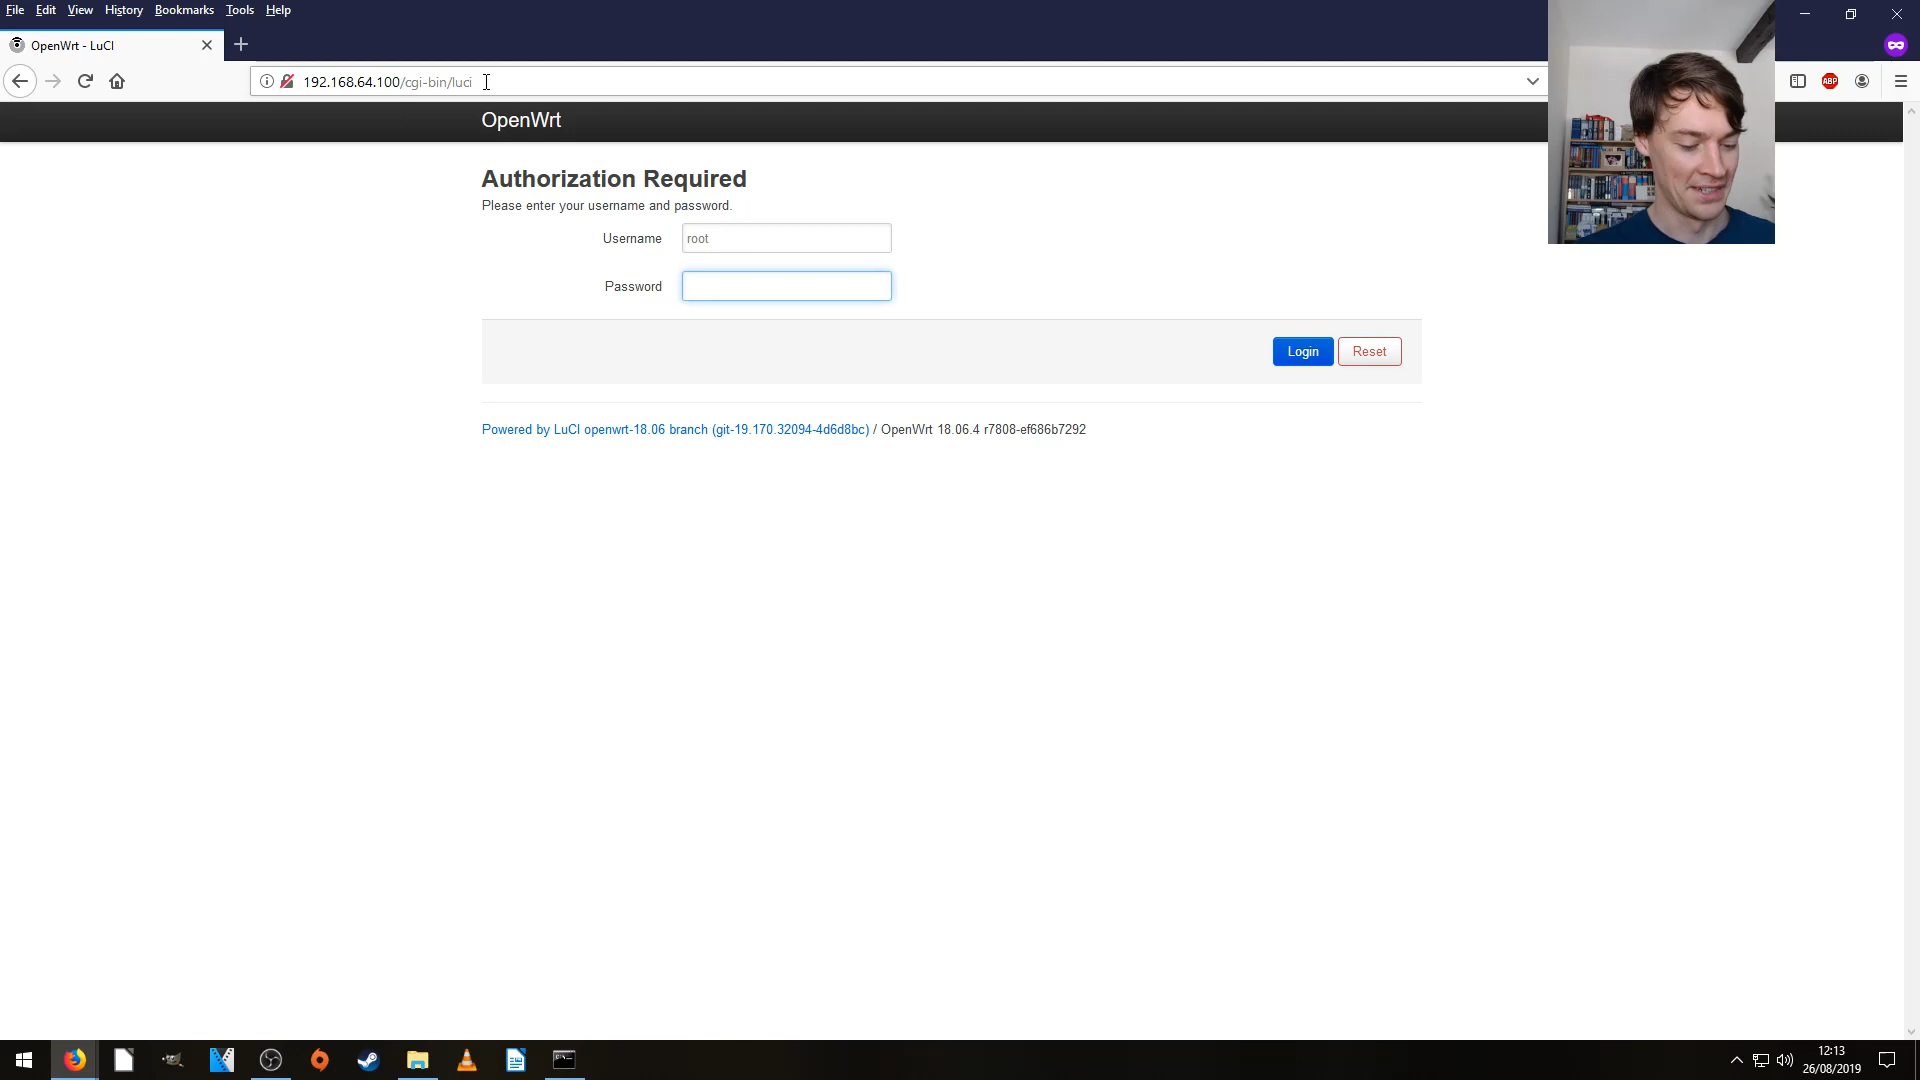 File Edit View History Bookmarks Tools Help
OpenWrt - LuCI
192.168.64.100/cgi-bin/luci
ABP
OpenWrt
Authorization Required
Please enter your username and password.
Username root
Password
Login Reset
Powered by LuCI openwrt-18.06 branch (git-19.170.32094-4d6d8bc) / OpenWrt 18.06.4 r7808-ef686b7292
12:13
26/08/2019